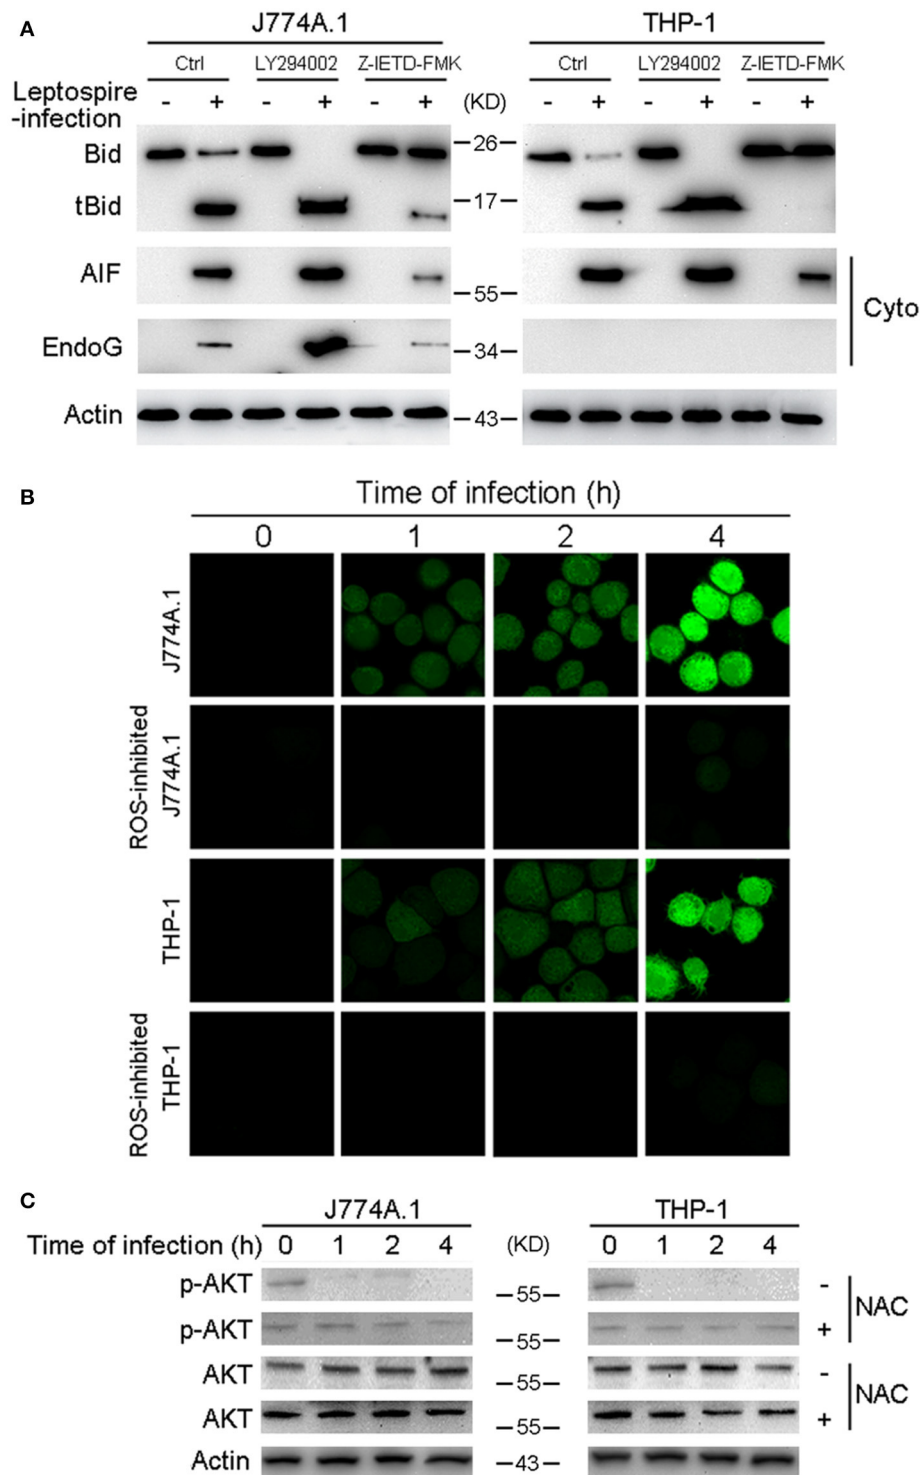 A
J774A.1 THP-1
Ctrl LY294002 Z-IETD-FMK Ctrl LY294002 Z-IETD-FMK
Leptospire
-infection - + - + - + (KD) - + - + - +
Bid 26
tBid 17
AIF 55
Cyto
EndoG 34
Actin 43
B
Time of infection (h)
0 1 2 4
J774A.1
ROS-inhibited
J774A.1
THP-1
ROS-inhibited
THP-1
C
J774A.1 THP-1
Time of infection (h) 0 1 2 4 (KD) 0 1 2 4
p-AKT 55 -
NAC
p-AKT 55 +
AKT 55 -
NAC
AKT 55 +
Actin 43